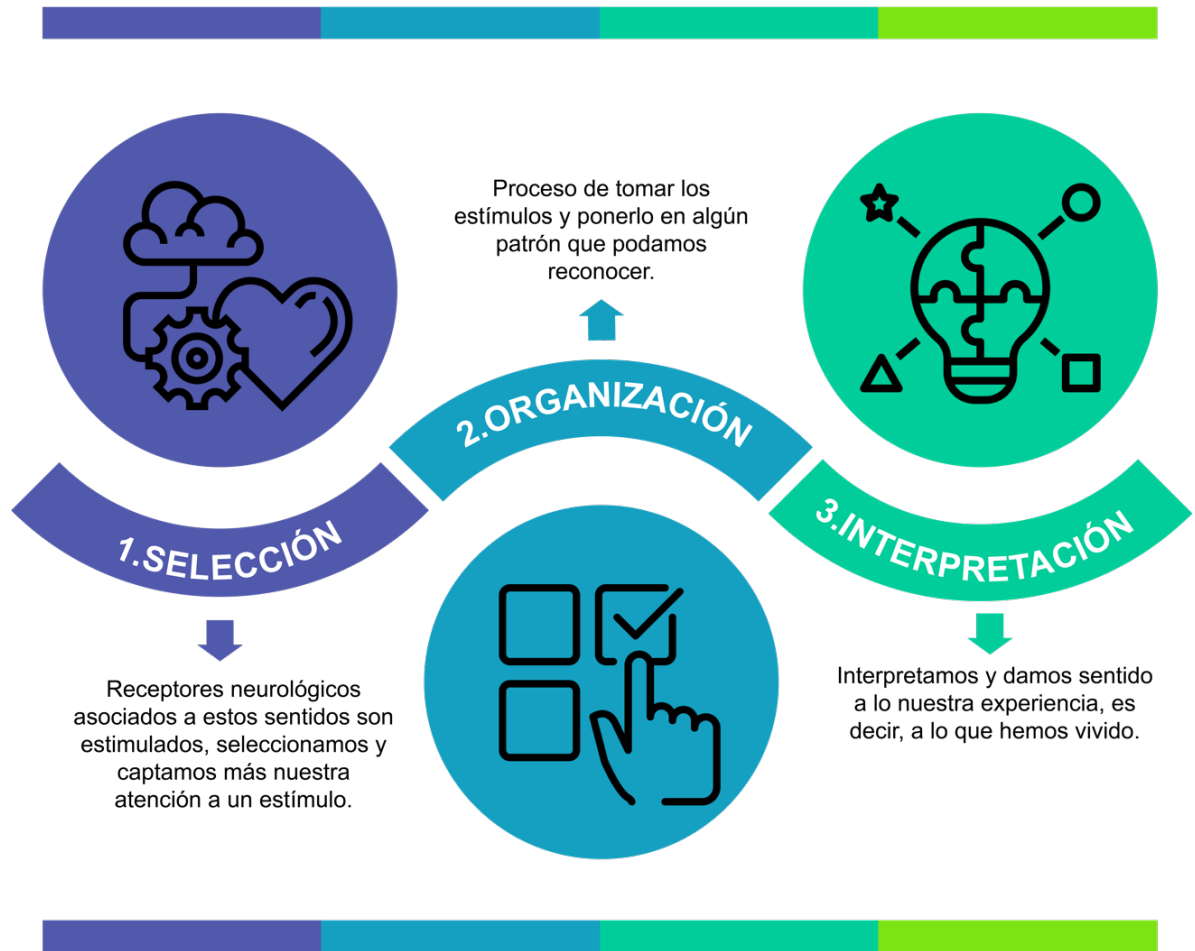 1.SELECCIÓN
Receptores neurológicos
asociados a estos sentidos son
estimulados, seleccionamos y
captamos más nuestra
atención a un estímulo.
Proceso de tomar los
estímulos y ponerlo en algún
patrón que podamos
reconocer.
2.ORGANIZACIÓN
3.INTERPRETACIÓN
Interpretamos y damos sentido
a lo nuestra experiencia, es
decir, a lo que hemos vivido.